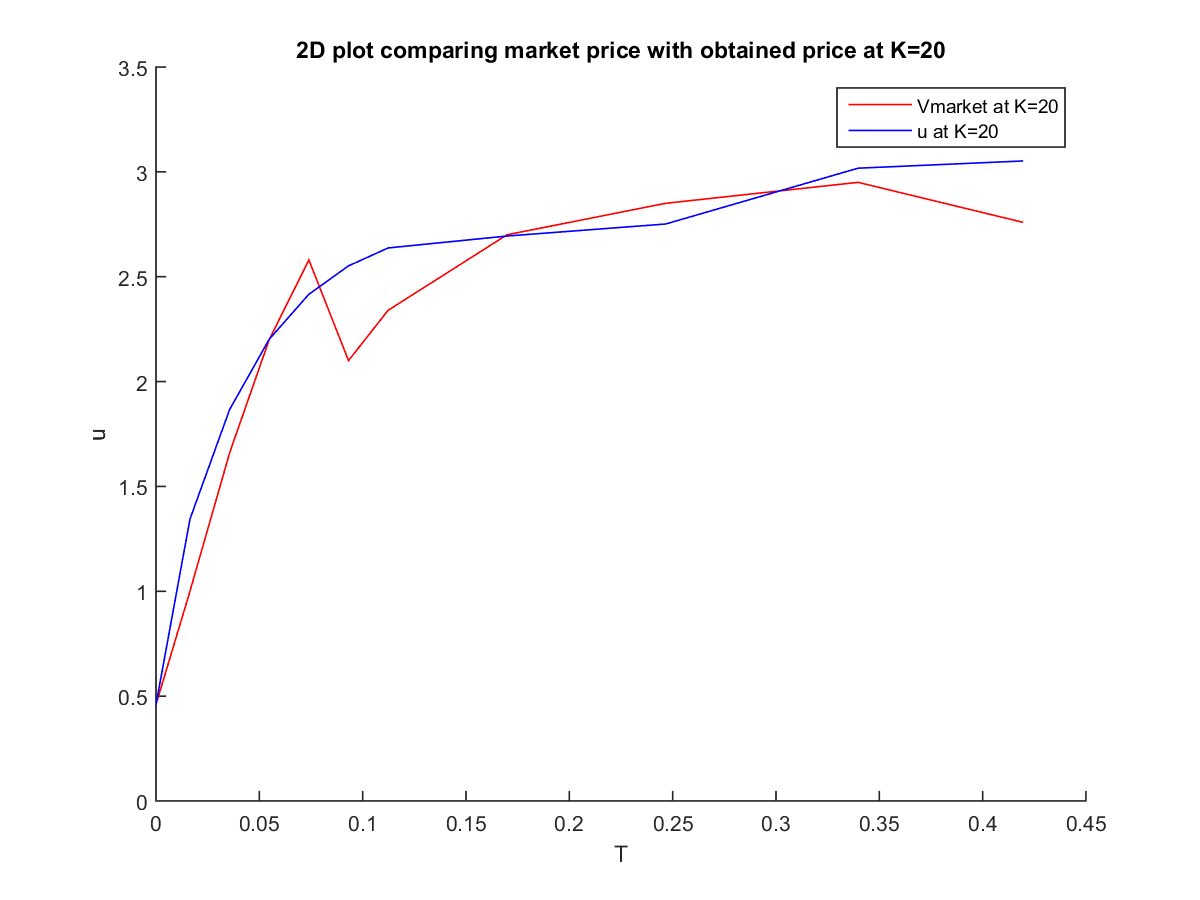 2D plot comparing market price with obtained price at K=20
3.5
3
2.5
2
1.5
1
0.5
0
u
Vmarket at K=20
u at K=20
0 0.05 0.1 0.15 0.2 0.25 0.3 0.35 0.4 0.45
T